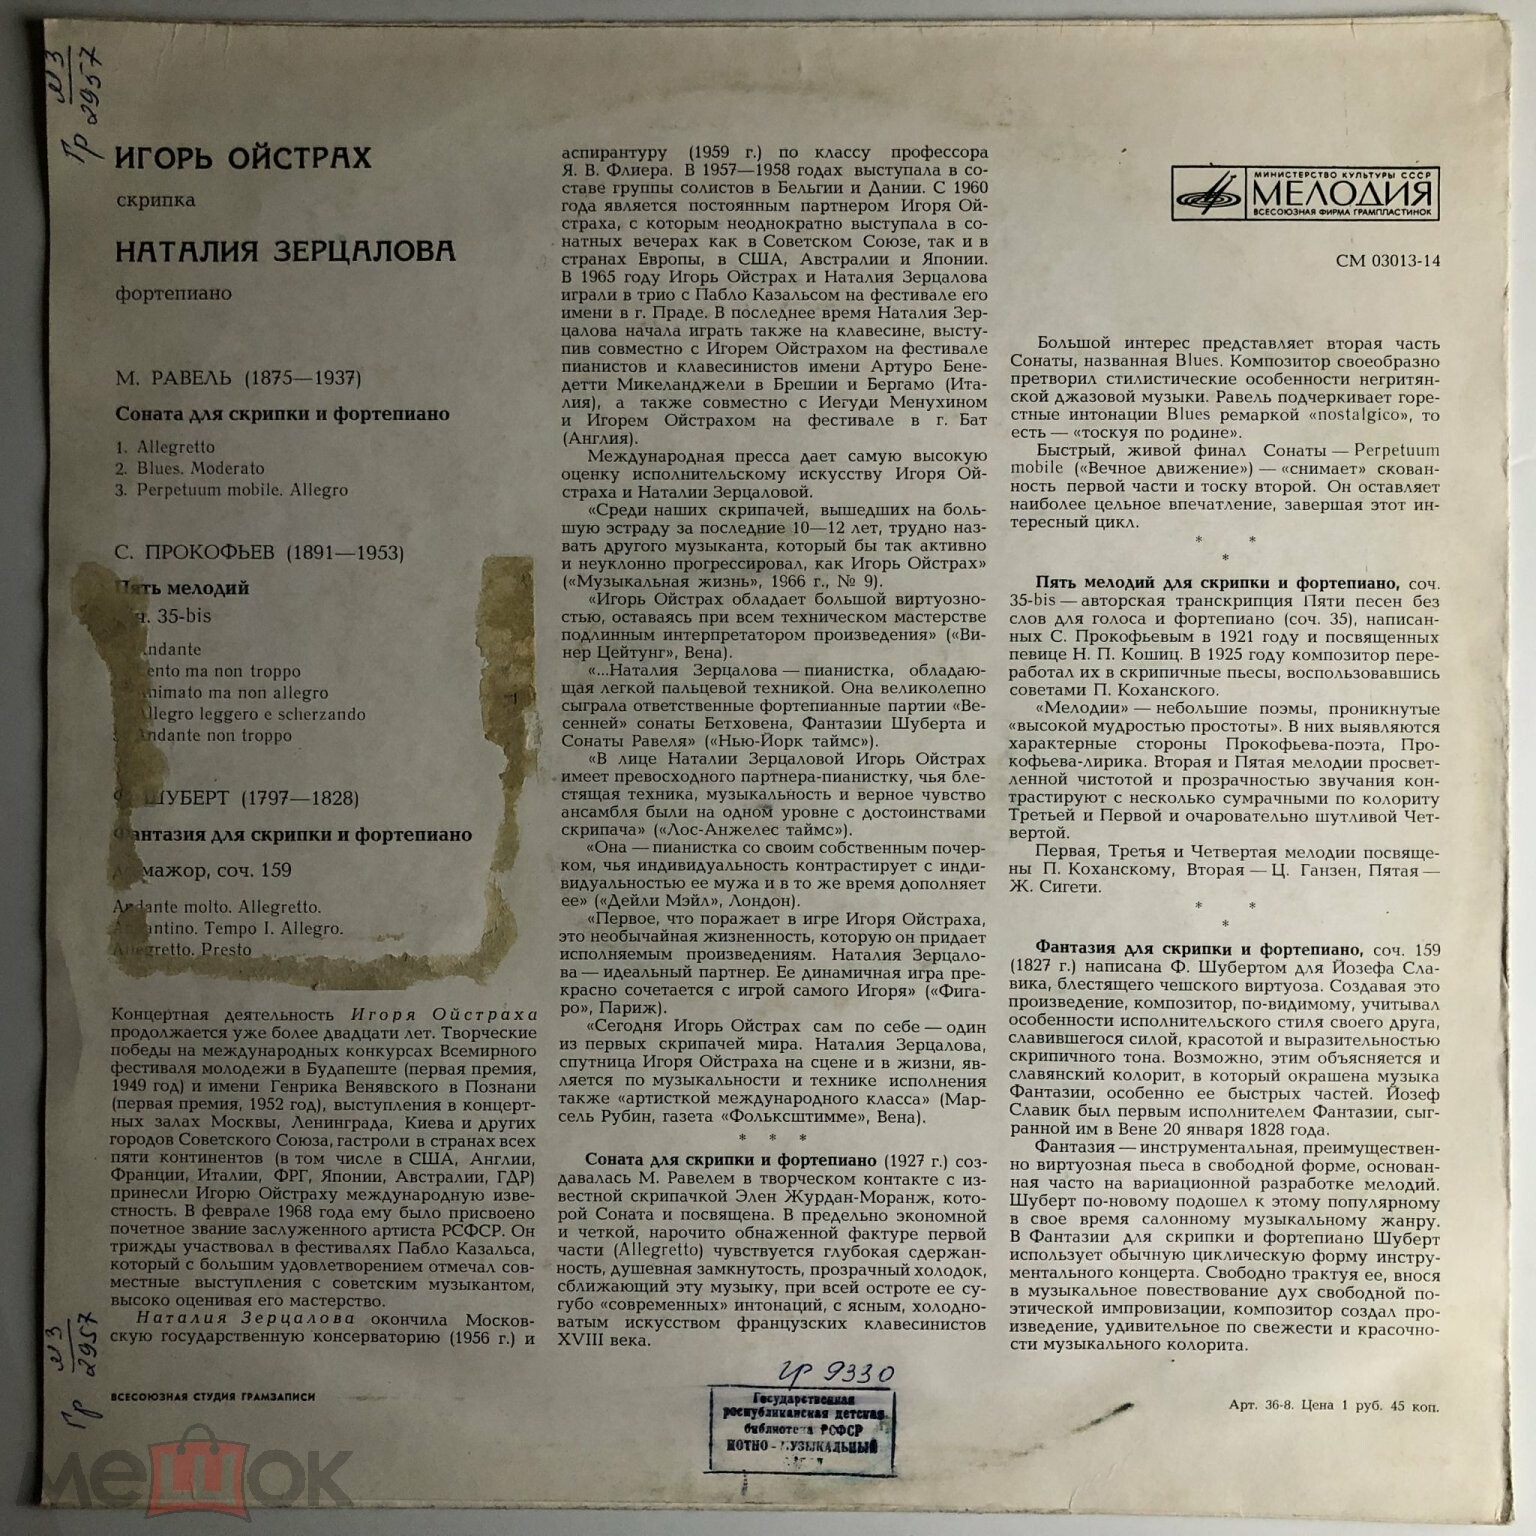 №3
Гр 2957
ИГОРЬ ОЙСТРАХ
скрипка
НАТАЛИЯ ЗЕРЦАЛОВА
фортепиано
М. РАВЕЛЬ (1875—1937)
Соната для скрипки и фортепиано
1. Allegretto
2. Blues. Moderato
3. Perpetuum mobile. Allegro
С. ПРОКОФЬЕВ (1891—1953)
Пять мелодий
35-bis
Andante
Lento ma non troppo
Animato ma non allegro
Allegro leggero e scherzando
Andante non troppo
ШУБЕРТ (1797—1828)
Фантазия для скрипки и фортепиано
мажор, соч. 159
Andante molto. Allegretto.
Andantino. Tempo I. Allegro.
Allegretto. Presto
Концертная деятельность Игоря Ойстраха
продолжается уже более двадцати лет. Творческие
победы на международных конкурсах Всемирного
фестиваля молодежи в Будапеште (первая премия,
1949 год) и имени Генрика Венявского в Познани
(первая премия, 1952 год), выступления в концерт-
ных залах Москвы, Ленинграда, Киева и других
городов Советского Союза, гастроли в странах всех
пяти континентов (в том числе в США, Англии,
Франции, Италии, ФРГ, Японии, Австралии, ГДР)
принесли Игорю Ойстраху международную изве-
стность. В феврале 1968 года ему было присвоено
почетное звание заслуженного артиста РСФСР. Он
трижды участвовал в фестивалях Пабло Казальса,
который с большим удовлетворением отмечал сов-
местные выступления с советским музыкантом,
высоко оценивая его мастерство.
Наталия Зерцалова окончила Москов-
скую государственную консерваторию (1956 г.) и
аспирантуру (1959 г.) по классу профессора
Я. В. Флиера. В 1957—1958 годах выступала в со-
ставе группы солистов в Бельгии и Дании. С 1960
года является постоянным партнером Игоря Ой-
страха, с которым неоднократно выступала в со-
натных вечерах как в Советском Союзе, так и в
странах Европы, в США, Австралии и Японии.
В 1965 году Игорь Ойстрах и Наталия Зерцалова
играли в трио с Пабло Казальсом на фестивале его
имени в г. Праде. В последнее время Наталия Зер-
цалова начала играть также на клавесине, высту-
пив совместно с Игорем Ойстрахом на фестивале
пианистов и клавесинистов имени Артуро Бене-
детти Микеланджели в Брешии и Бергамо (Ита-
лия), а также совместно с Иегуди Менухином
и Игорем Ойстрахом на фестивале в г. Бат
(Англия).
Международная пресса дает самую высокую
оценку исполнительскому искусству Игоря Ой-
страха и Наталии Зерцаловой.
«Среди наших скрипачей, вышедших на боль-
шую эстраду за последние 10—12 лет, трудно наз-
вать другого музыканта, который бы так активно
и неуклонно прогрессировал, как Игорь Ойстрах»
(«Музыкальная жизнь», 1966 г., № 9).
«Игорь Ойстрах обладает большой виртуозно-
стью, оставаясь при всем техническом мастерстве
подлинным интерпретатором произведения» («Ви-
нер Цейтунг», Вена).
«...Наталия Зерцалова — пианистка, обладаю-
щая легкой пальцевой техникой. Она великолепно
сыграла ответственные фортепианные партии «Ве-
сенней» сонаты Бетховена, Фантазии Шуберта и
Сонаты Равеля» («Нью-Йорк таймс»).
«В лице Наталии Зерцаловой Игорь Ойстрах
имеет превосходного партнера-пианистку, чья бле-
стящая техника, музыкальность и верное чувство
ансамбля были на одном уровне с достоинствами
скрипача» («Лос-Анжелес таймс»).
«Она — пианистка со своим собственным почер-
ком, чья индивидуальность контрастирует с инди-
видуальностью ее мужа и в то же время дополняет
ее» («Дейли Мэйл», Лондон).
«Первое, что поражает в игре Игоря Ойстраха,
это необычайная жизненность, которую он придает
исполняемым произведениям. Наталия Зерцало-
ва — идеальный партнер. Ее динамичная игра пре-
красно сочетается с игрой самого Игоря» («Фига-
ро», Париж).
«Сегодня Игорь Ойстрах сам по себе — один
из первых скрипачей мира. Наталия Зерцалова,
спутница Игоря Ойстраха на сцене и в жизни, яв-
ляется по музыкальности и технике исполнения
также «артисткой международного класса» (Мар-
сель Рубин, газета «Фольксштимме», Вена).
* * *
Соната для скрипки и фортепиано (1927 г.) соз-
давалась М. Равелем в творческом контакте с из-
вестной скрипачкой Элен Журдан-Моранж, кото-
рой Соната и посвящена. В предельно экономной
и четкой, нарочито обнаженной фактуре первой
части (Allegretto) чувствуется глубокая сдержан-
ность, душевная замкнутость, прозрачный холодок,
сближающий эту музыку, при всей остроте ее су-
губо «современных» интонаций, с ясным, холодно-
ватым искусством французских клавесинистов
XVIII века.
МИНИСТЕРСТВО КУЛЬТУРЫ СССР
МЕЛОДИЯ
ВСЕСОЮЗНАЯ ФИРМА ГРАМПЛАСТИНОК
СМ 03013-14
Большой интерес представляет вторая часть
Сонаты, названная Blues. Композитор своеобразно
претворил стилистические особенности негритян-
ской джазовой музыки. Равель подчеркивает горе-
стные интонации Blues ремаркой «nostalgico», то
есть — «тоскуя по родине».
Быстрый, живой финал Сонаты — Perpetuum
mobile («Вечное движение») — «снимает» скован-
ность первой части и тоску второй. Он оставляет
наиболее цельное впечатление, завершая этот ин-
тересный цикл.
* *
*
Пять мелодий для скрипки и фортепиано, соч.
35-bis — авторская транскрипция Пяти песен без
слов для голоса и фортепиано (соч. 35), написан-
ных С. Прокофьевым в 1921 году и посвященных
певице Н. П. Кошиц. В 1925 году композитор пере-
работал их в скрипичные пьесы, воспользовавшись
советами П. Коханского.
«Мелодии» — небольшие поэмы, проникнутые
«высокой мудростью простоты». В них выявляются
характерные стороны Прокофьева-поэта, Про-
кофьева-лирика. Вторая и Пятая мелодии просвет-
ленной чистотой и прозрачностью звучания кон-
трастируют с несколько сумрачными по колориту
Третьей и Первой и очаровательно шутливой Чет-
вертой.
Первая, Третья и Четвертая мелодии посвяще-
ны П. Коханскому, Вторая — Ц. Ганзен, Пятая —
Ж. Сигети.
* *
*
Фантазия для скрипки и фортепиано, соч. 159
(1827 г.) написана Ф. Шубертом для Йозефа Сла-
вика, блестящего чешского виртуоза. Создавая это
произведение, композитор, по-видимому, учитывал
особенности исполнительского стиля своего друга,
славившегося силой, красотой и выразительностью
скрипичного тона. Возможно, этим объясняется и
славянский колорит, в который окрашена музыка
Фантазии, особенно ее быстрых частей. Йозеф
Славик был первым исполнителем Фантазии, сыг-
ранной им в Вене 20 января 1828 года.
Фантазия — инструментальная, преимуществен-
но виртуозная пьеса в свободной форме, основан-
ная часто на вариационной разработке мелодий.
Шуберт по-новому подошел к этому популярному
в свое время салонному музыкальному жанру.
В Фантазии для скрипки и фортепиано Шуберт
использует обычную циклическую форму инстру-
ментального концерта. Свободно трактуя ее, внося
в музыкальное повествование дух свободной по-
этической импровизации, композитор создал про-
изведение, удивительное по свежести и красочно-
сти музыкального колорита.
№3
Гр 2957
ВСЕСОЮЗНАЯ СТУДИЯ ГРАМЗАПИСИ
гр 9330
Государственная
республиканская детская
библиотека РСФСР
НОТНО-МУЗЫКАЛЬНЫЙ
Арт. 36-8. Цена 1 руб. 45 коп.
мешок